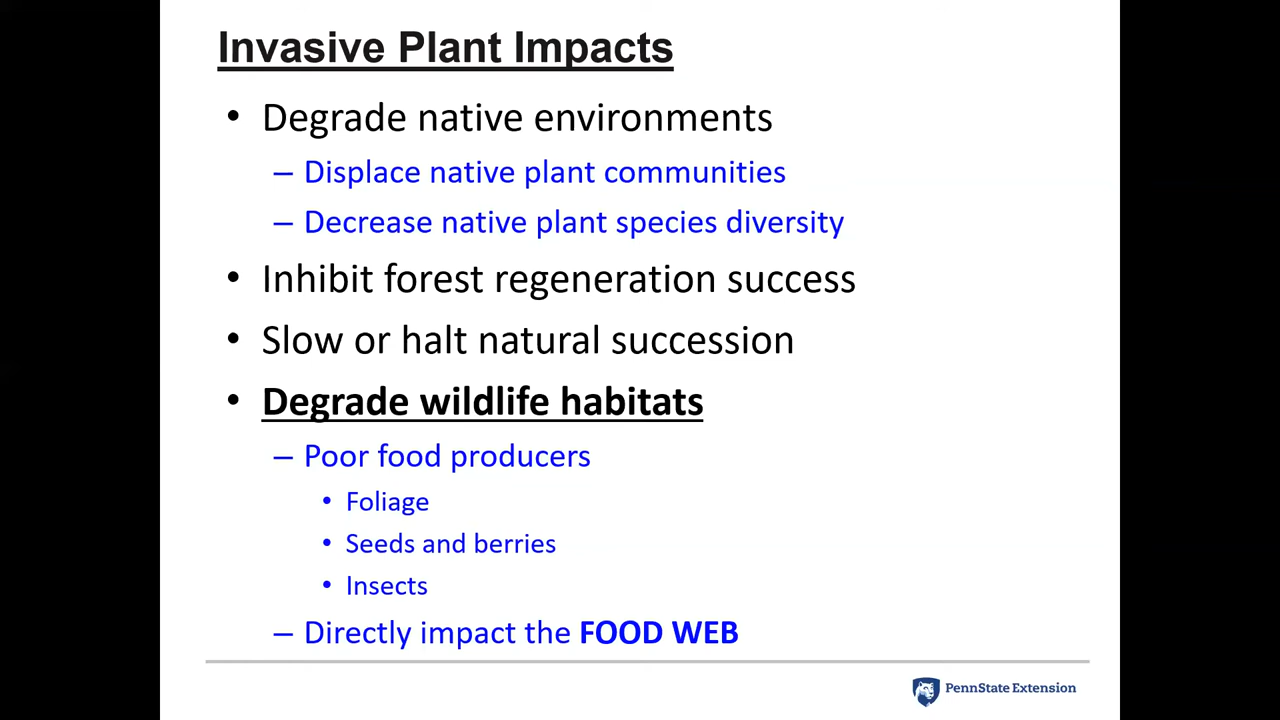 Invasive Plant Impacts
• Degrade native environments
– Displace native plant communities
– Decrease native plant species diversity
• Inhibit forest regeneration success
• Slow or halt natural succession
• Degrade wildlife habitats
– Poor food producers
• Foliage
• Seeds and berries
• Insects
– Directly impact the FOOD WEB
PennState Extension